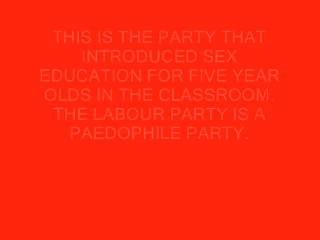 THIS IS THE PARTY THAT
INTRODUCED SEX
EDUCATION FOR FIVE YEAR
OLDS IN THE CLASSROOM.
THE LABOUR PARTY IS A
PAEDOPHILE PARTY.